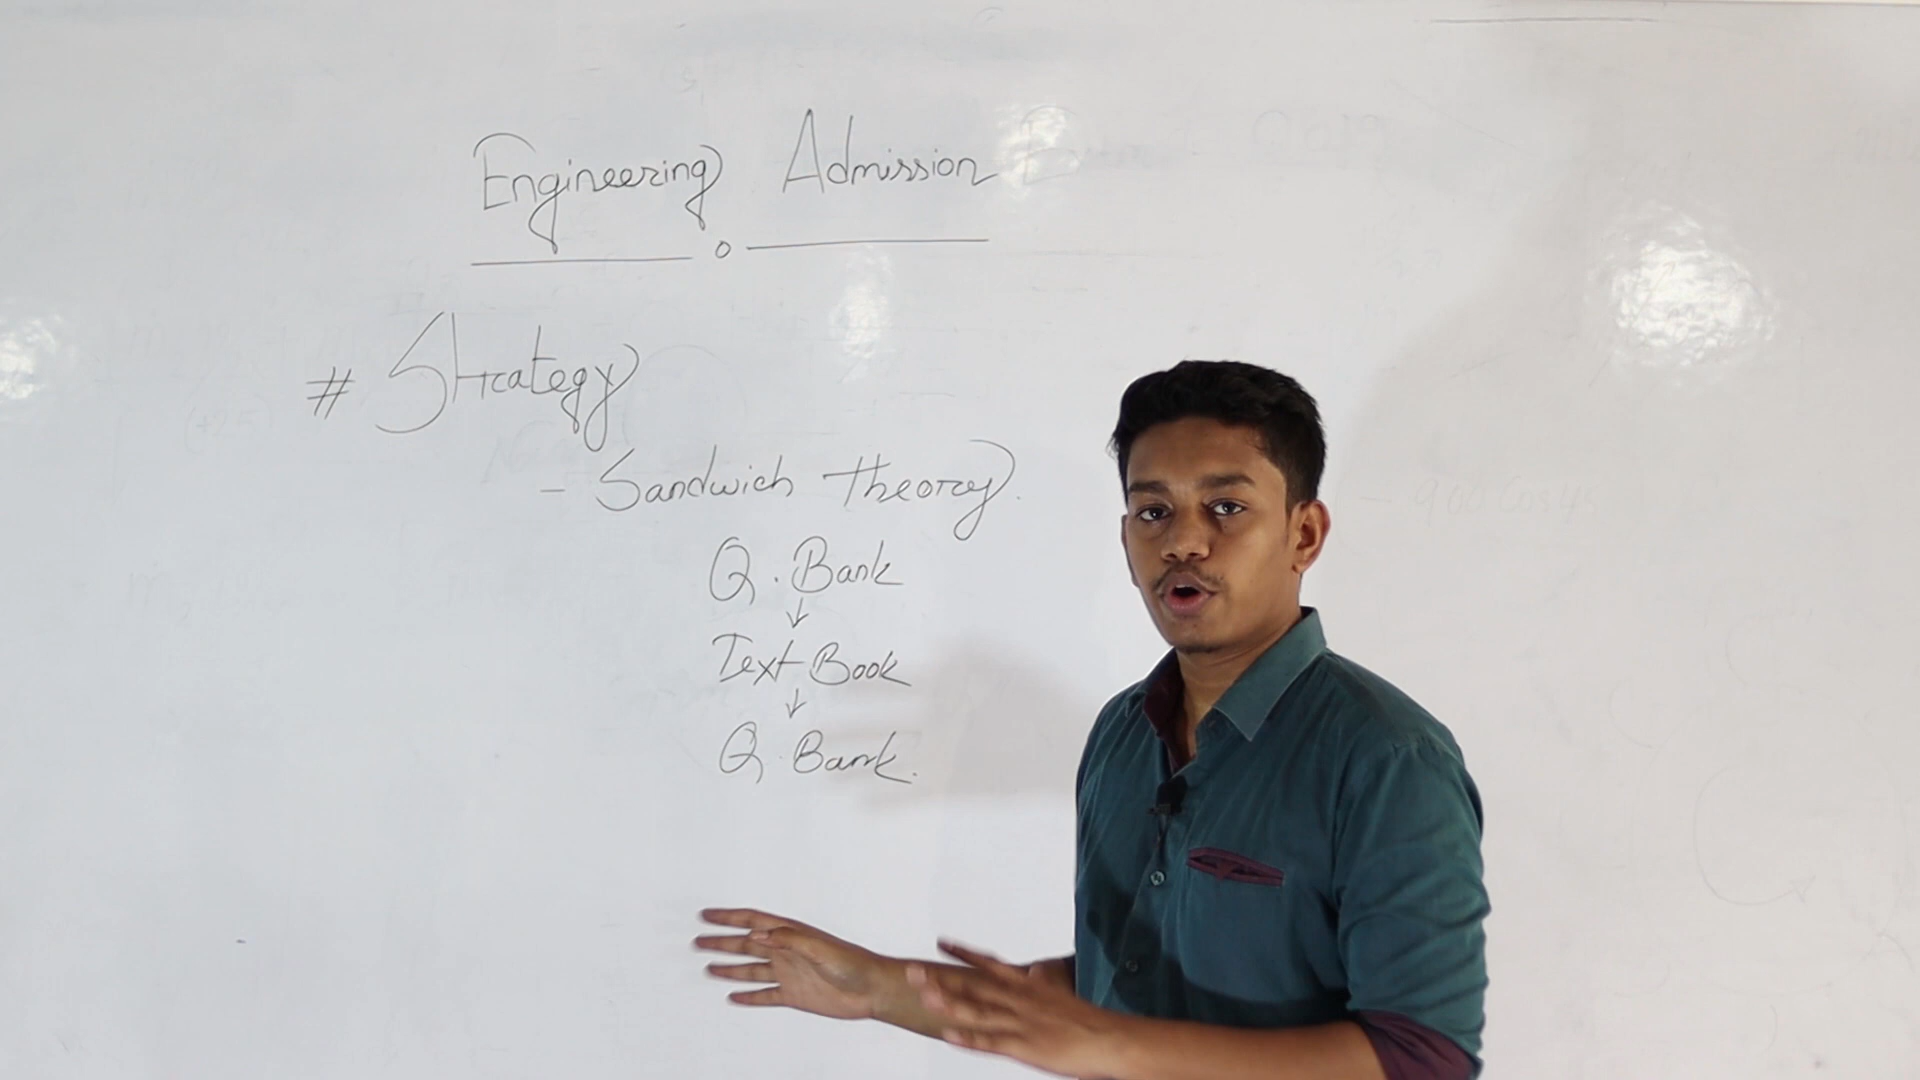 Engineering Admission
# Strategy
- Sandwich theory.
Q. Bank
↓
Text Book
↓
Q. Bank.